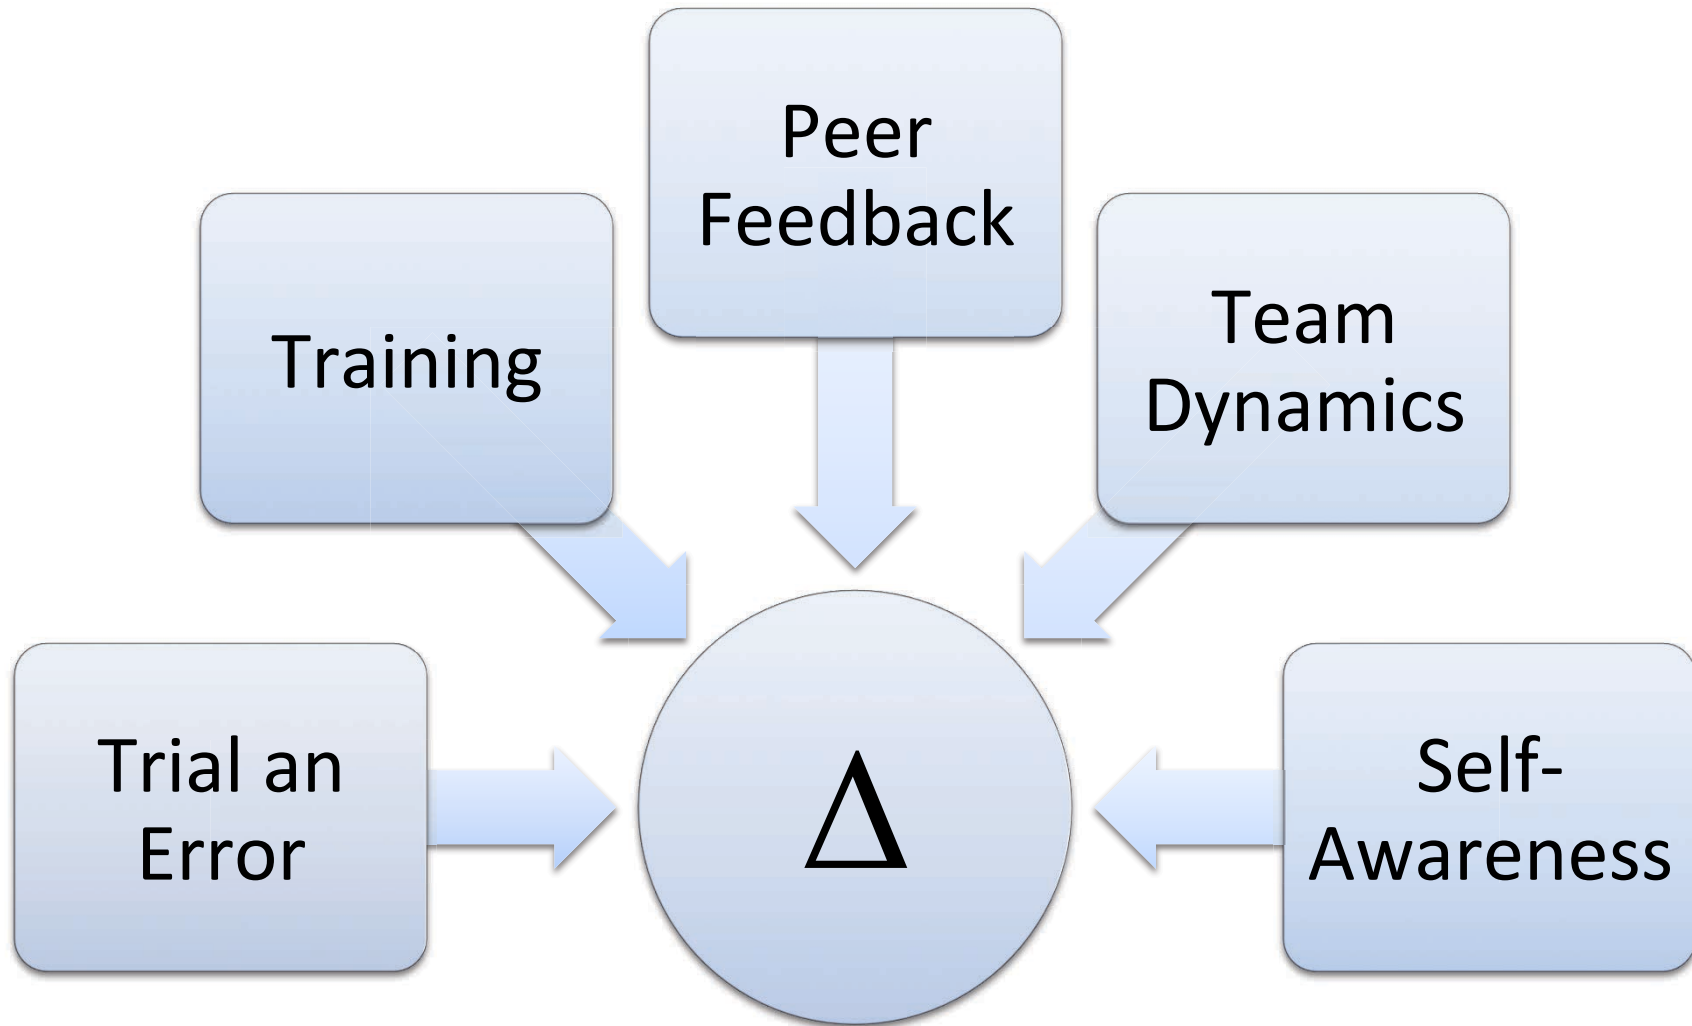 Peer
Feedback
Training
Team
Dynamics
Trial an
Error
Δ
Self-
Awareness